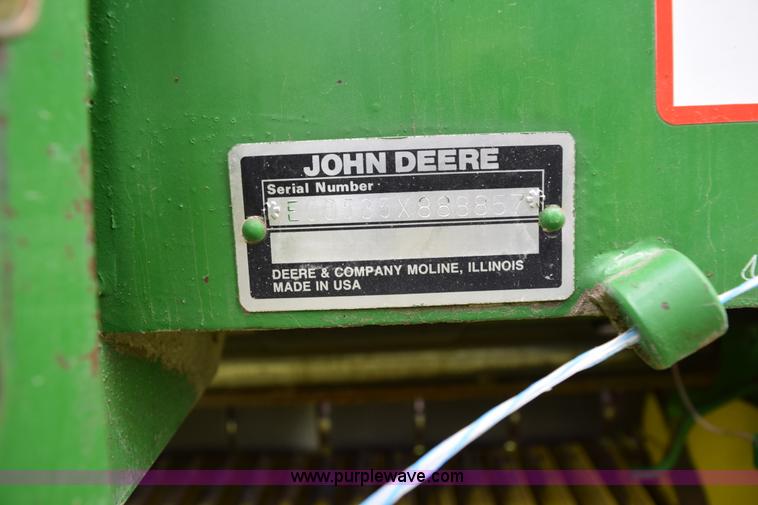 JOHN DEERE
Serial Number
DEERE & COMPANY MOLINE, ILLINOIS
MADE IN USA
www.purplewave.com